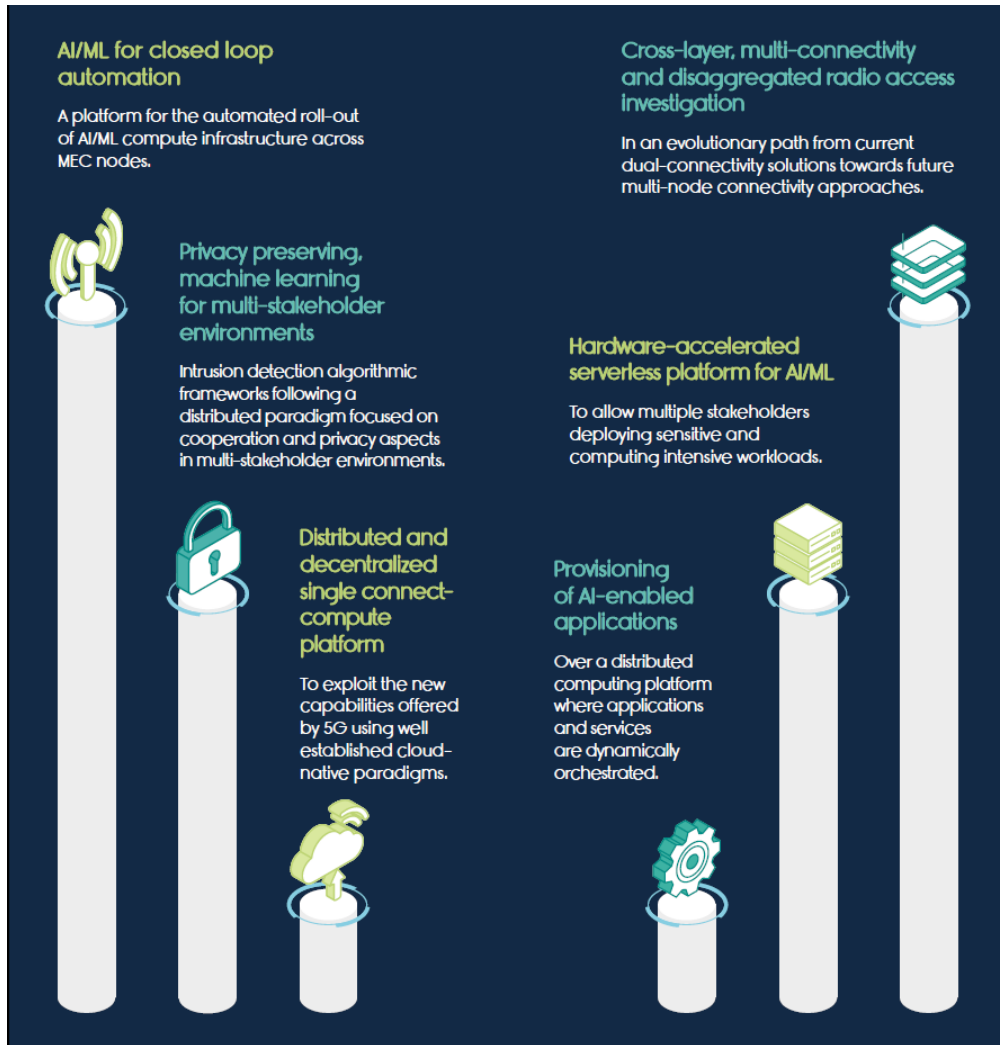 AI/ML for closed loop
automation
A platform for the automated roll-out
of AI/ML compute infrastructure across
MEC nodes.
Cross-layer, multi-connectivity
and disaggregated radio access
investigation
In an evolutionary path from current
dual-connectivity solutions towards future
multi-node connectivity approaches.
Privacy preserving,
machine learning
for multi-stakeholder
environments
Intrusion detection algorithmic
frameworks following a
distributed paradigm focused on
cooperation and privacy aspects
in multi-stakeholder environments.
Hardware-accelerated
serverless platform for AI/ML
To allow multiple stakeholders
deploying sensitive and
computing intensive workloads.
Distributed and
decentralized
single connect-
compute
platform
To exploit the new
capabilities offered
by 5G using well
established cloud-
native paradigms.
Provisioning
of AI-enabled
applications
Over a distributed
computing platform
where applications
and services
are dynamically
orchestrated.